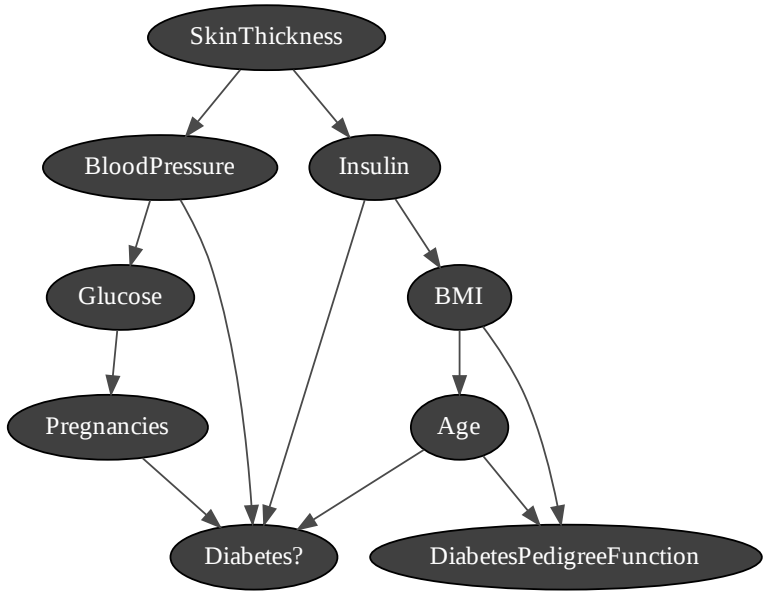 SkinThickness
BloodPressure
Insulin
Glucose
BMI
Pregnancies
Age
Diabetes?
DiabetesPedigreeFunction